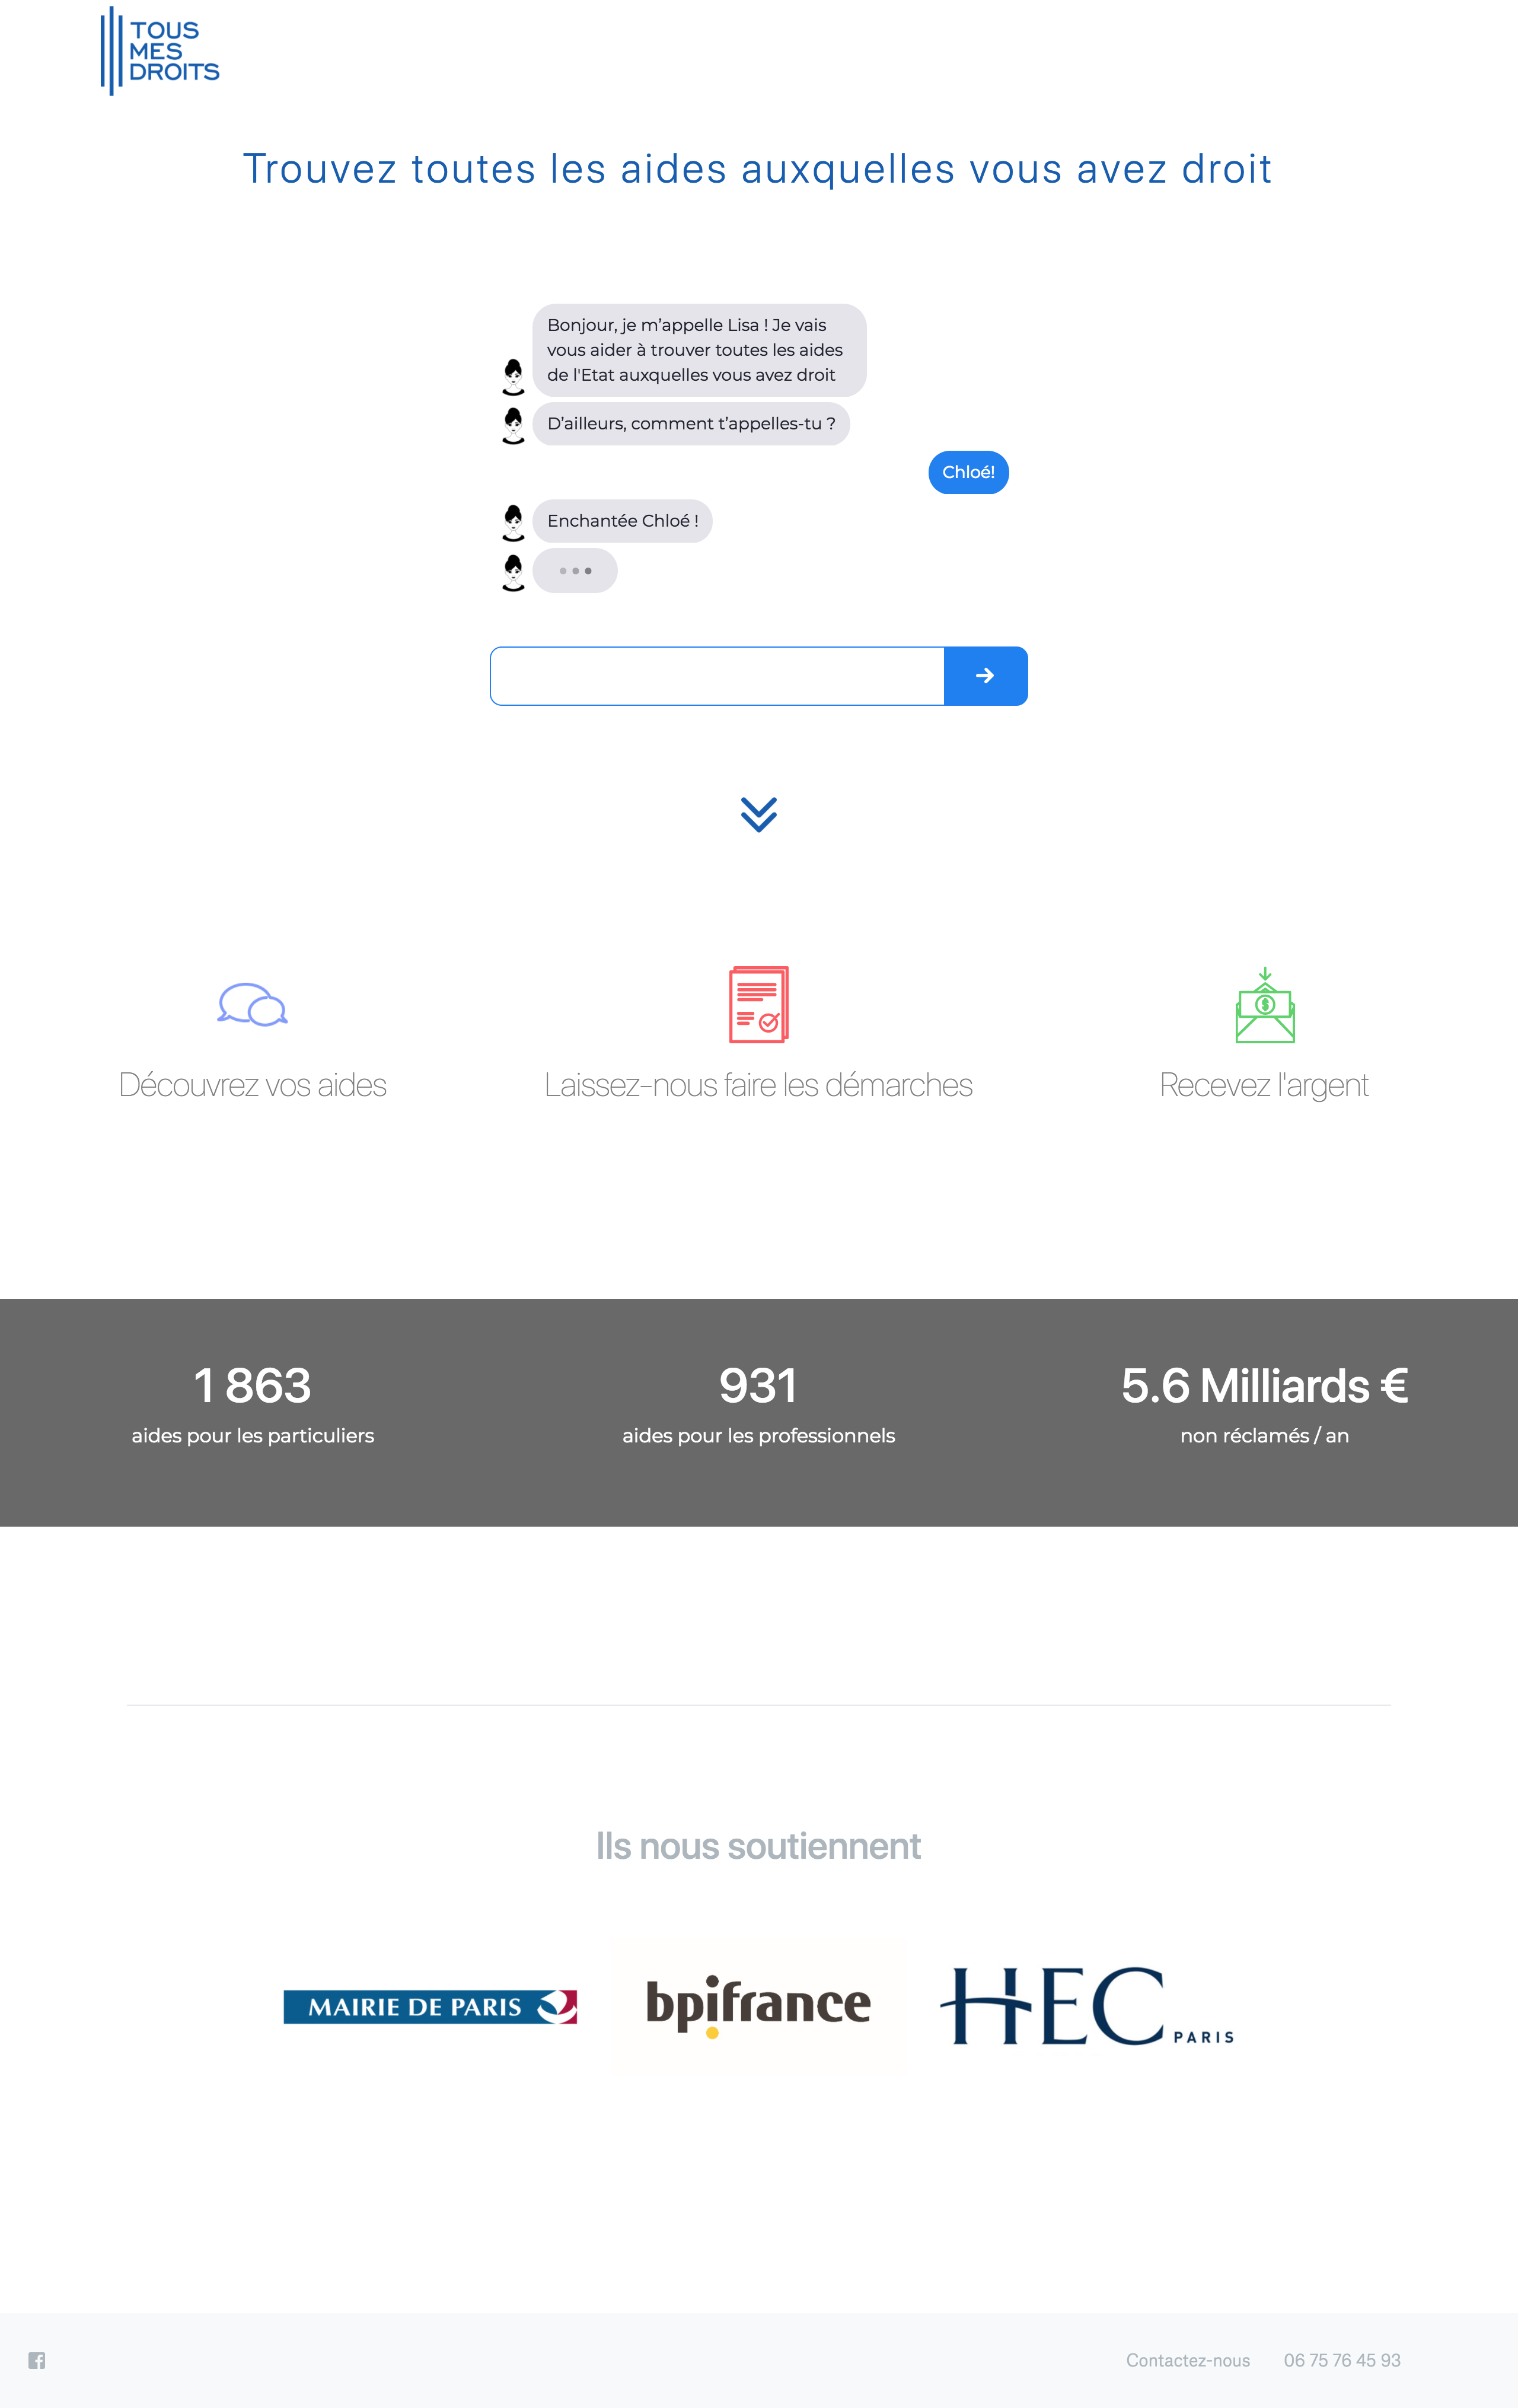 TOUS
MES
DROITS
Trouvez toutes les aides auxquelles vous avez droit
Bonjour, je m’appelle Lisa ! Je vais
vous aider à trouver toutes les aides
de l'Etat auxquelles vous avez droit
D’ailleurs, comment t’appelles-tu ?
Chloé!
Enchantée Chloé !
Découvrez vos aides
Laissez-nous faire les démarches
Recevez l'argent
1 863
931
5.6 Milliards €
aides pour les particuliers
aides pour les professionnels
non réclamés / an
Ils nous soutiennent
MAIRIE DE PARIS
bpifrance
HEC PARIS
Contactez-nous
06 75 76 45 93